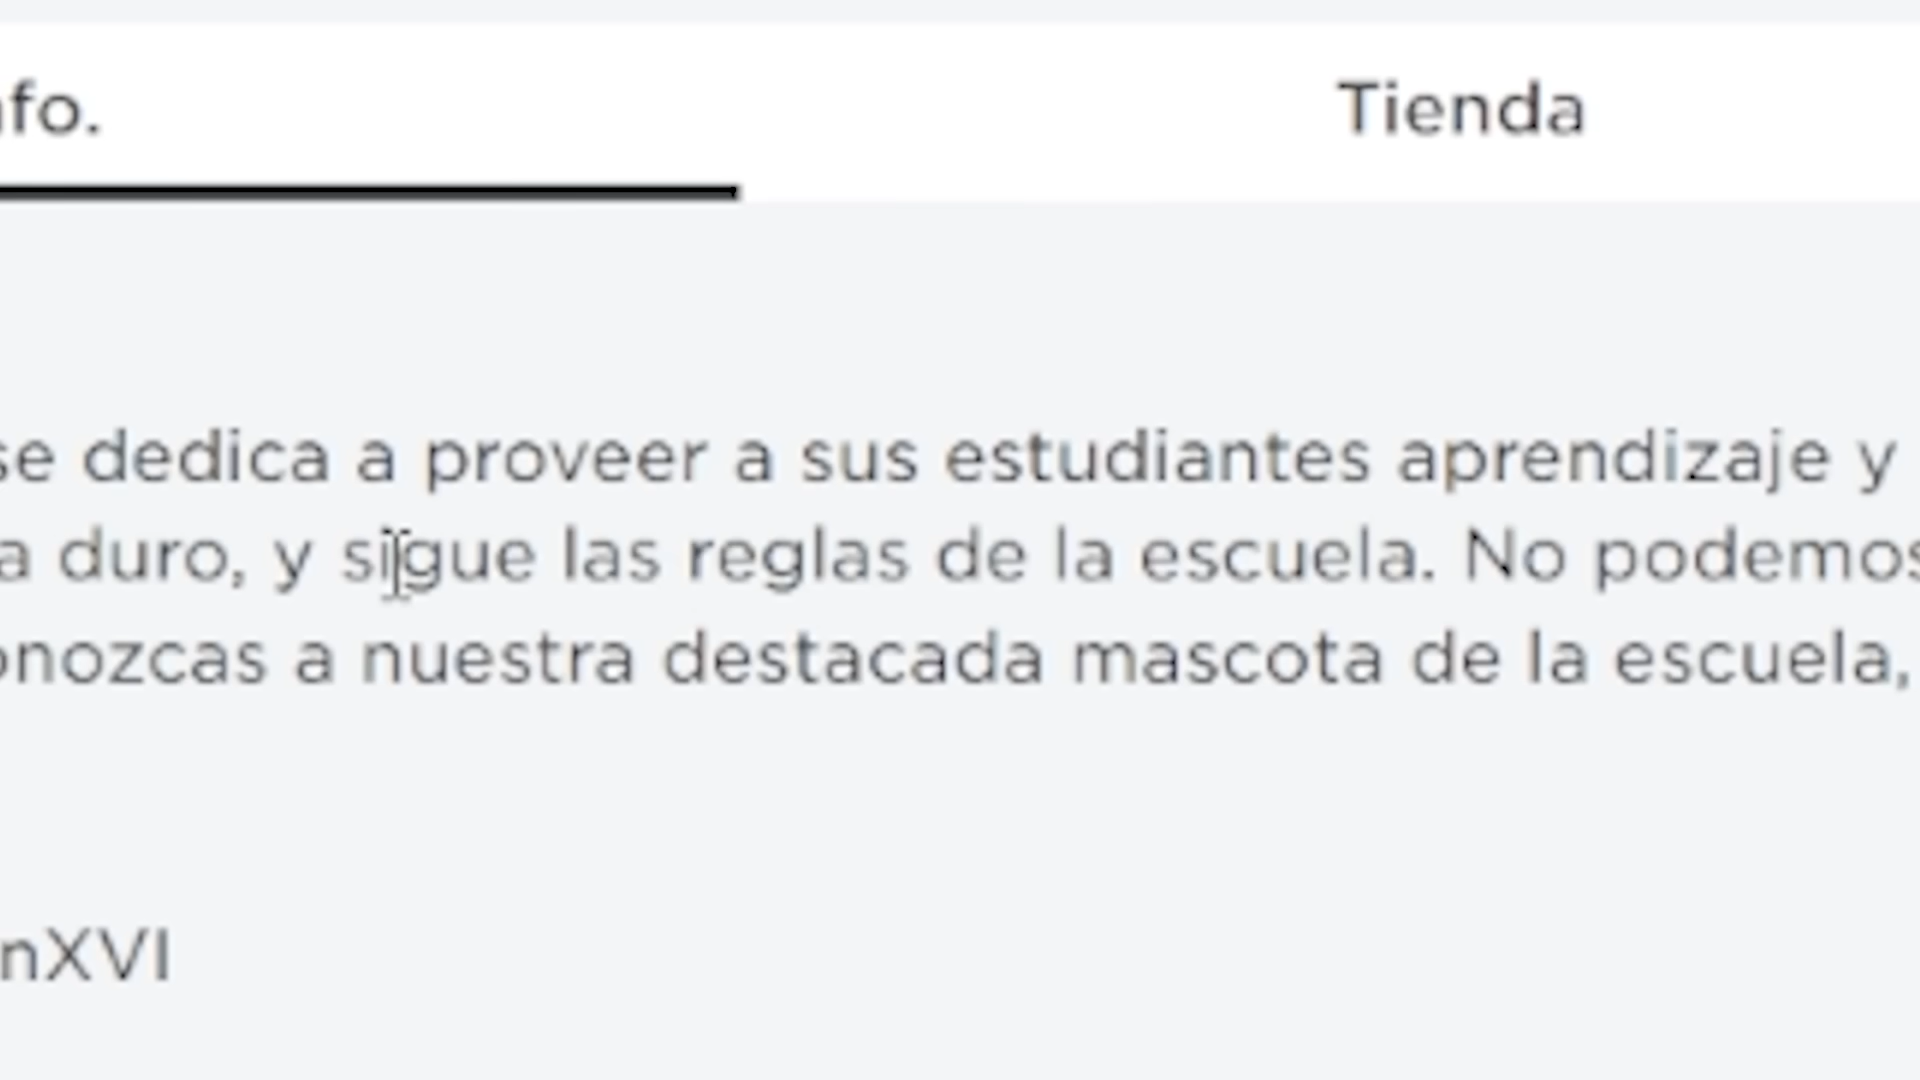 nfo.
Tienda
se dedica a proveer a sus estudiantes aprendizaje y
a duro, y sigue las reglas de la escuela. No podemos
onozcas a nuestra destacada mascota de la escuela,
nXVI